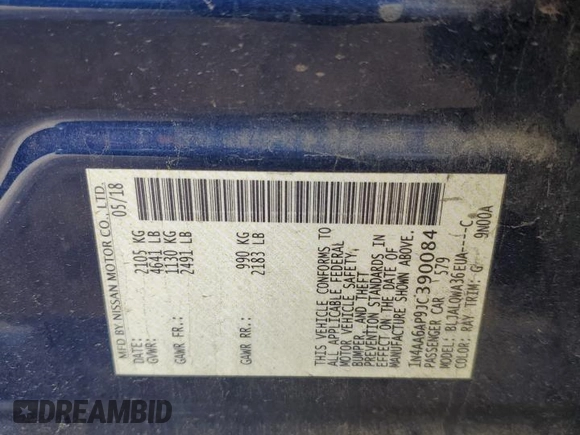 MFD BY NISSAN MOTOR CO., LTD.
DATE: 05/18
GVWR: 2105 KG
4641 LB
GAWR FR: 1130 KG
2491 LB
GAWR RR: 990 KG
2183 LB
THIS VEHICLE CONFORMS TO
ALL APPLICABLE FEDERAL
MOTOR VEHICLE SAFETY,
BUMPER, AND THEFT
PREVENTION STANDARDS IN
EFFECT ON THE DATE OF
MANUFACTURE SHOWN ABOVE.
1N4AA6AP9JC390084
PASSENGER CAR 579
MODEL: BLJALOWA36EUA----C
COLOR: RAY TRIM: G 9N00A
DREAMBID